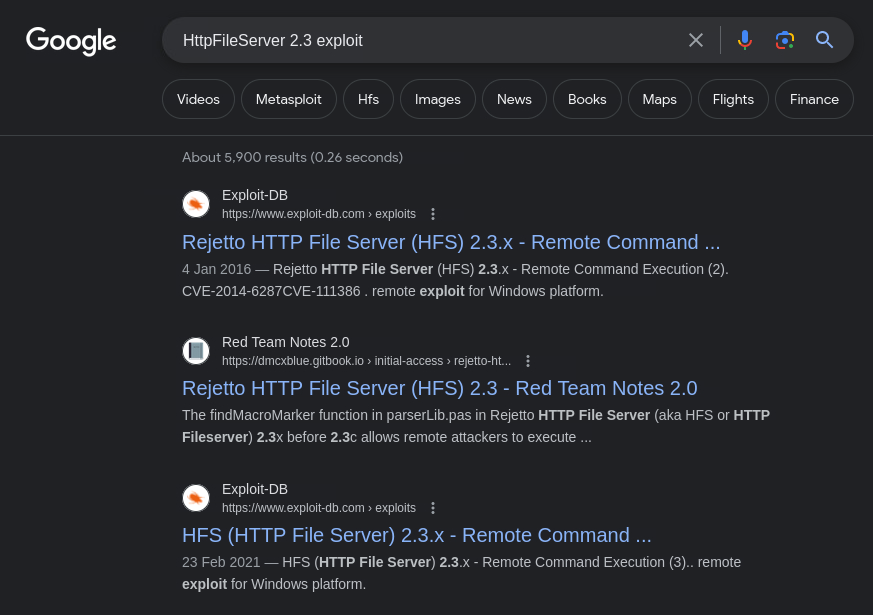 Google
HttpFileServer 2.3 exploit
Videos
Metasploit
Hfs
Images
News
Books
Maps
Flights
Finance
About 5,900 results (0.26 seconds)
Exploit-DB
https://www.exploit-db.com › exploits
Rejetto HTTP File Server (HFS) 2.3.x - Remote Command ...
4 Jan 2016 — Rejetto HTTP File Server (HFS) 2.3.x - Remote Command Execution (2).
CVE-2014-6287CVE-111386 . remote exploit for Windows platform.
Red Team Notes 2.0
https://dmcxblue.gitbook.io › initial-access › rejetto-ht...
Rejetto HTTP File Server (HFS) 2.3 - Red Team Notes 2.0
The findMacroMarker function in parserLib.pas in Rejetto HTTP File Server (aka HFS or HTTP
Fileserver) 2.3x before 2.3c allows remote attackers to execute ...
Exploit-DB
https://www.exploit-db.com › exploits
HFS (HTTP File Server) 2.3.x - Remote Command ...
23 Feb 2021 — HFS (HTTP File Server) 2.3.x - Remote Command Execution (3).. remote
exploit for Windows platform.